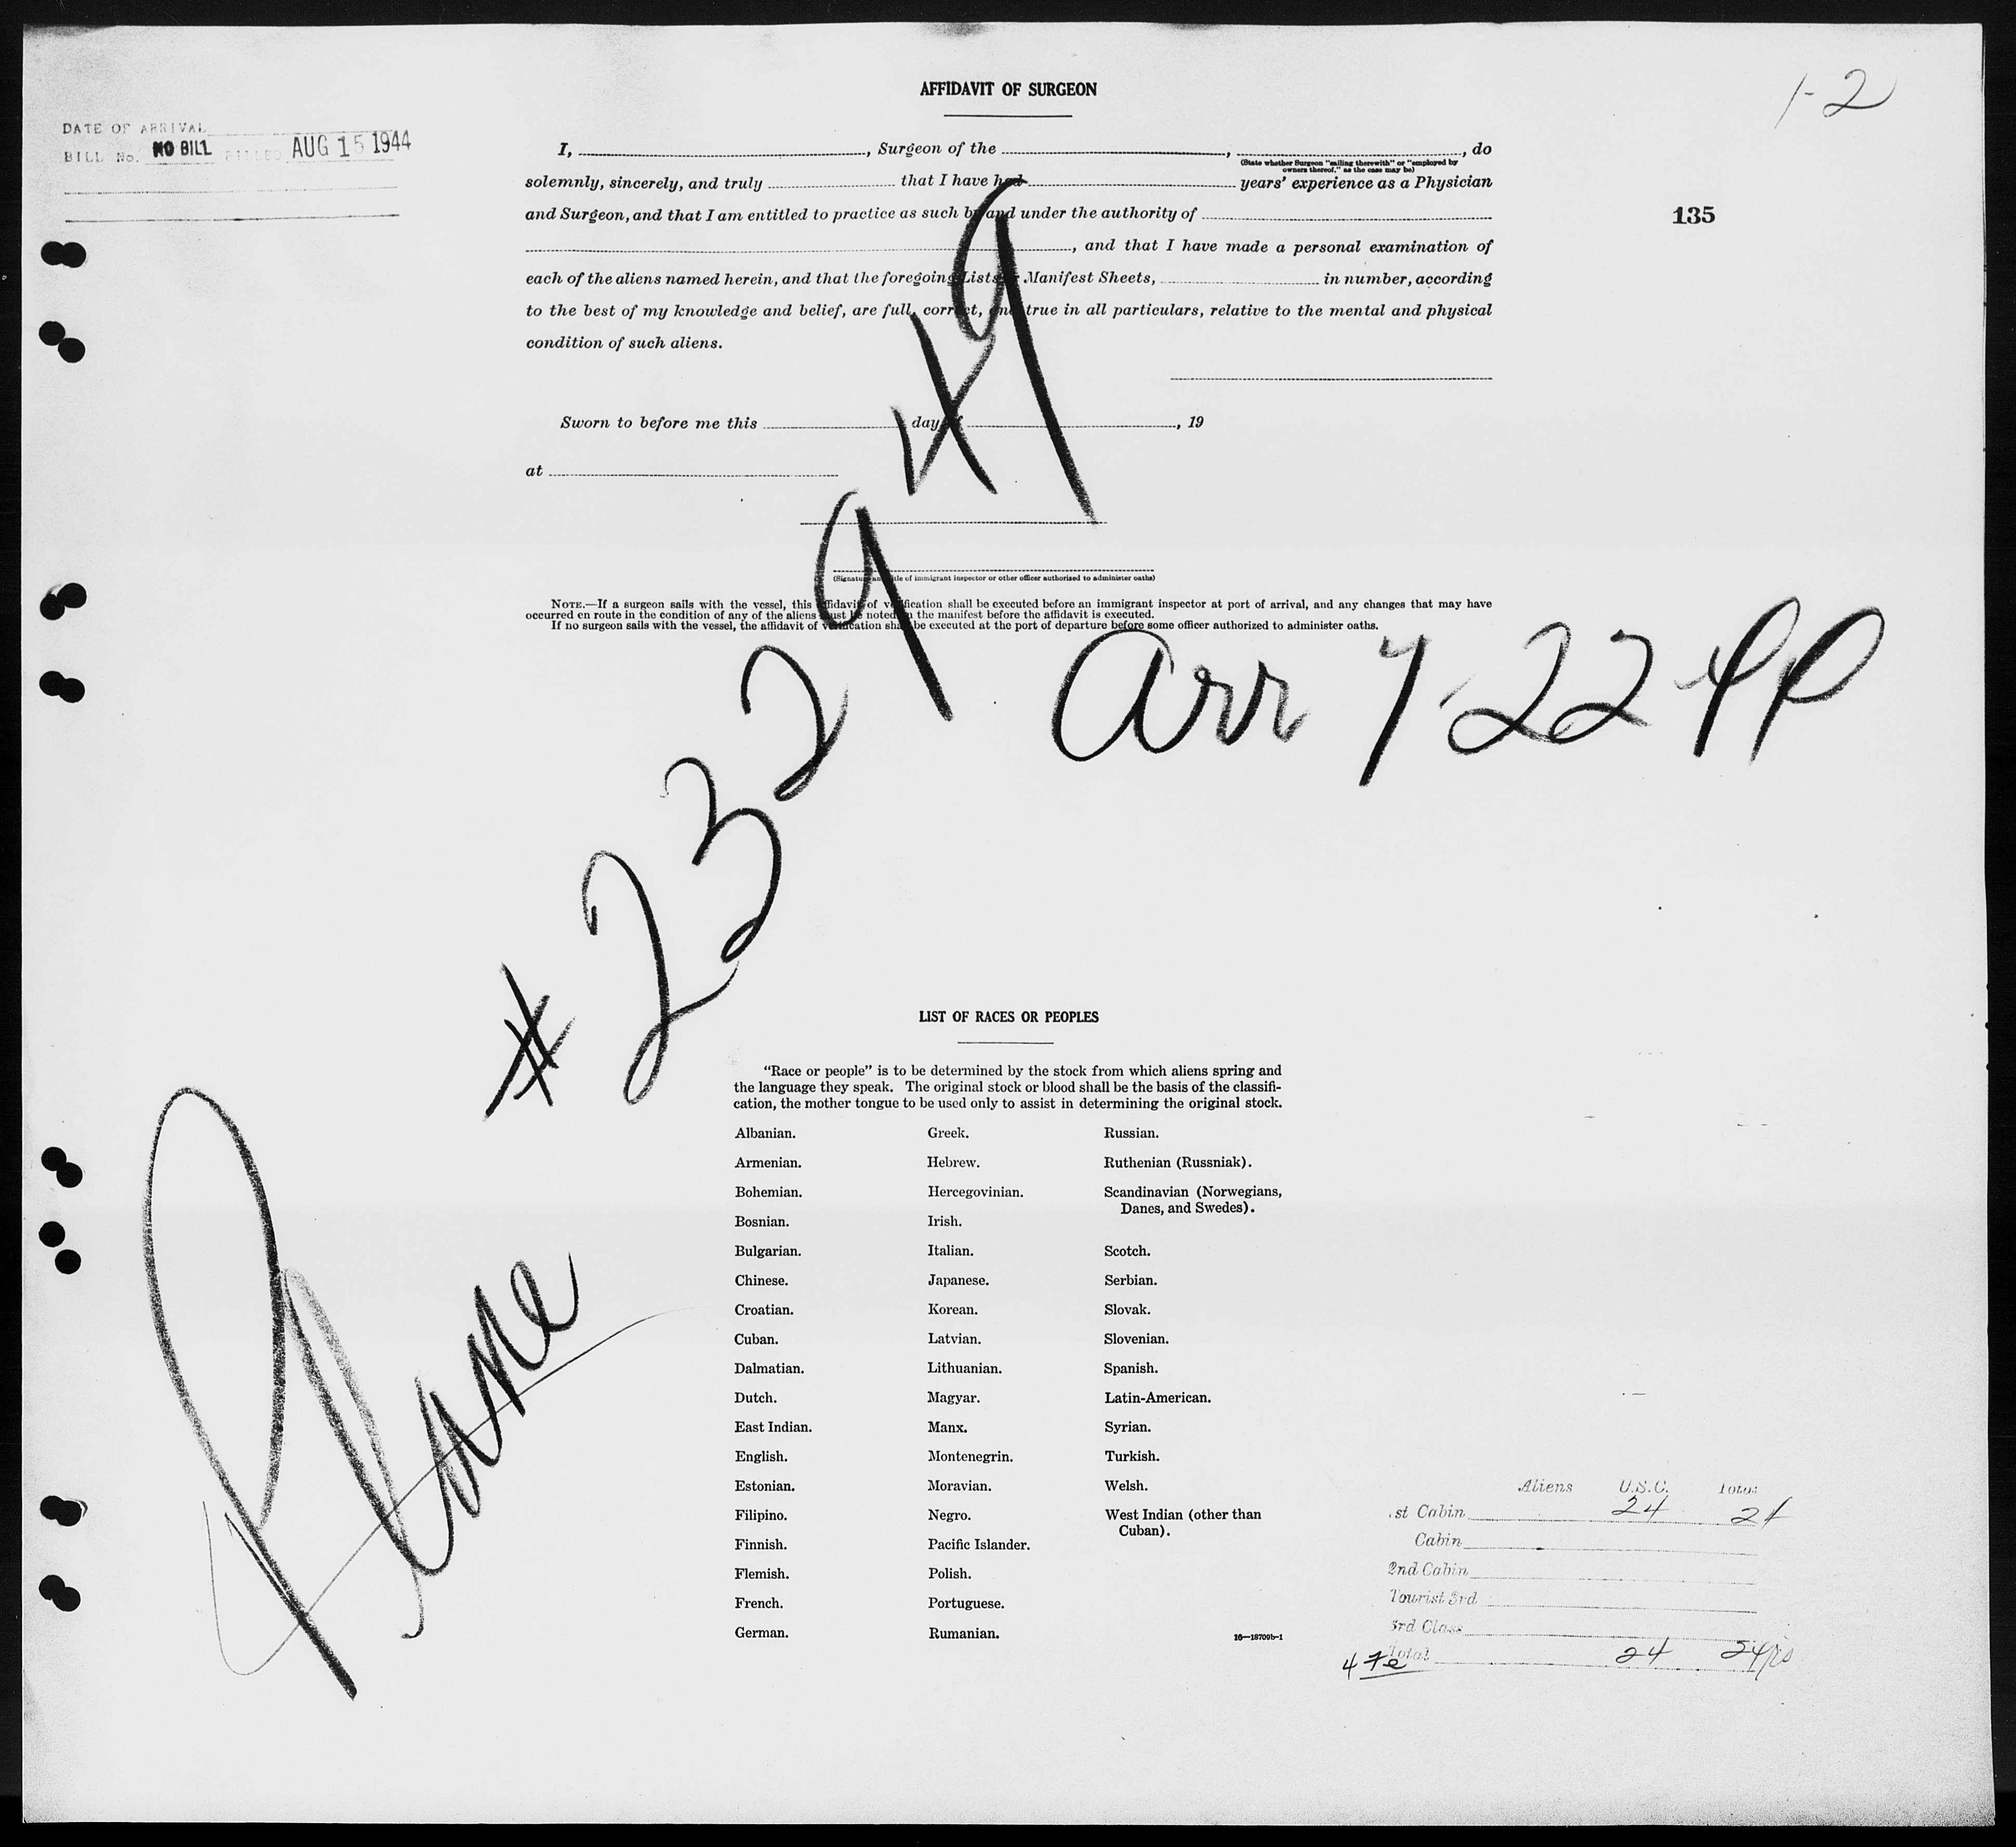 AFFIDAVIT OF SURGEON
1-2
DATE OF ARRIVAL
BILL No. NO BILL BILLED AUG 15 1944
I, , Surgeon of the , , do
(State whether Surgeon "sailing therewith" or "employed by
owners thereof," as the case may be)
solemnly, sincerely, and truly that I have had years' experience as a Physician
and Surgeon, and that I am entitled to practice as such by and under the authority of
135
, and that I have made a personal examination of
each of the aliens named herein, and that the foregoing Lists or Manifest Sheets, in number, according
to the best of my knowledge and belief, are full, correct, and true in all particulars, relative to the mental and physical
condition of such aliens.
Sworn to before me this day of , 19
at
(Signature and title of immigrant inspector or other officer authorized to administer oaths)
NOTE.—If a surgeon sails with the vessel, this affidavit of verification shall be executed before an immigrant inspector at port of arrival, and any changes that may have
occurred en route in the condition of any of the aliens must be noted on the manifest before the affidavit is executed.
If no surgeon sails with the vessel, the affidavit of verification shall be executed at the port of departure before some officer authorized to administer oaths.
Arr 7-22-44
Plane #232949
LIST OF RACES OR PEOPLES
"Race or people" is to be determined by the stock from which aliens spring and
the language they speak. The original stock or blood shall be the basis of the classifi-
cation, the mother tongue to be used only to assist in determining the original stock.
Albanian. Greek. Russian.
Armenian. Hebrew. Ruthenian (Russniak).
Bohemian. Hercegovinian. Scandinavian (Norwegians,
Danes, and Swedes).
Bosnian. Irish.
Bulgarian. Italian. Scotch.
Chinese. Japanese. Serbian.
Croatian. Korean. Slovak.
Cuban. Latvian. Slovenian.
Dalmatian. Lithuanian. Spanish.
Dutch. Magyar. Latin-American.
East Indian. Manx. Syrian.
English. Montenegrin. Turkish.
Estonian. Moravian. Welsh.
Filipino. Negro. West Indian (other than
Cuban).
Finnish. Pacific Islander.
Flemish. Polish.
French. Portuguese.
German. Rumanian.
16—18709b-1
Aliens U.S.C. Total
st Cabin 24 24
Cabin
2nd Cabin
Tourist 3rd
3rd Class
Total 24 24